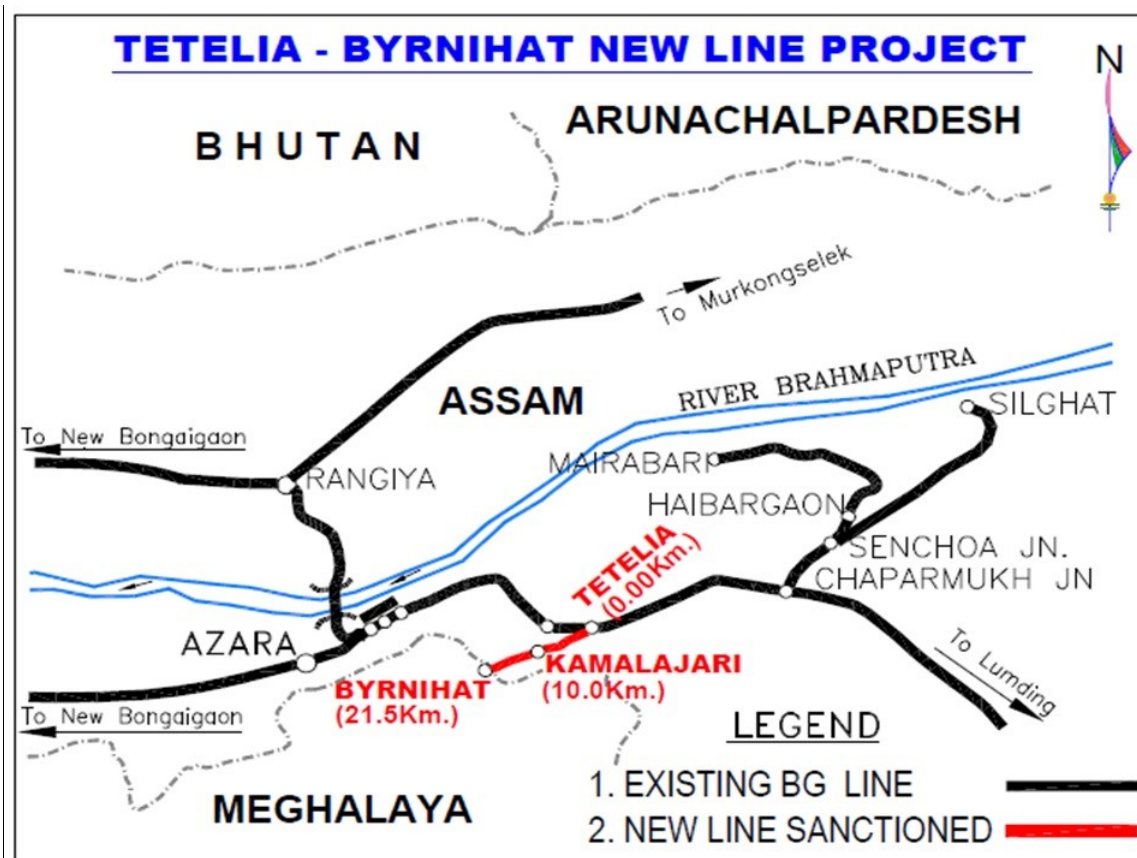 TETELIA - BYRNIHAT NEW LINE PROJECT
N
BHUTAN
ARUNACHALPARDESH
To Murkongselek
ASSAM
RIVER BRAHMAPUTRA
SILGHAT
To New Bongaigaon
RANGIYA
MAIRABARI
HAIBARGAON
SENCHOA JN.
CHAPARMUKH JN
TETELIA
(0.00Km.)
AZARA
KAMALAJARI
(10.0Km.)
BYRNIHAT
(21.5Km.)
To Lumding
To New Bongaigaon
LEGEND
MEGHALAYA
1. EXISTING BG LINE
2. NEW LINE SANCTIONED